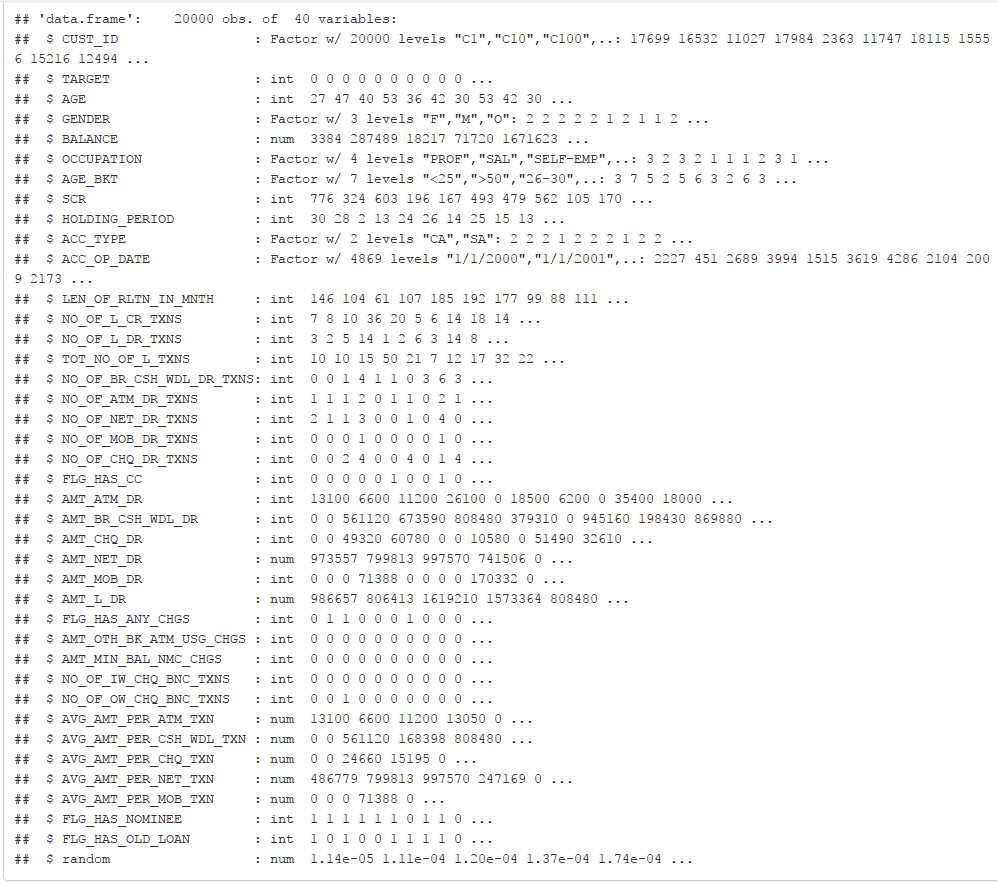 ## 'data.frame':    20000 obs. of  40 variables:
##  $ CUST_ID                  : Factor w/ 20000 levels "C1","C10","C100",..: 17699 16532 11027 17984 2363 11747 18115 1555
6 15216 12494 ...
##  $ TARGET                   : int  0 0 0 0 0 0 0 0 0 0 ...
##  $ AGE                      : int  27 47 40 53 36 42 30 53 42 30 ...
##  $ GENDER                   : Factor w/ 3 levels "F","M","O": 2 2 2 2 2 1 2 1 1 2 ...
##  $ BALANCE                  : num  3384 287489 18217 71720 1671623 ...
##  $ OCCUPATION               : Factor w/ 4 levels "PROF","SAL","SELF-EMP",..: 3 2 3 2 1 1 1 2 3 1 ...
##  $ AGE_BKT                  : Factor w/ 7 levels "<25",">50","26-30",..: 3 7 5 2 5 6 3 2 6 3 ...
##  $ SCR                      : int  776 324 603 196 167 493 479 562 105 170 ...
##  $ HOLDING_PERIOD           : int  30 28 2 13 24 26 14 25 15 13 ...
##  $ ACC_TYPE                 : Factor w/ 2 levels "CA","SA": 2 2 2 1 2 2 2 1 2 2 ...
##  $ ACC_OP_DATE              : Factor w/ 4869 levels "1/1/2000","1/1/2001",..: 2227 451 2689 3994 1515 3619 4286 2104 200
9 2173 ...
##  $ LEN_OF_RLTN_IN_MNTH      : int  146 104 61 107 185 192 177 99 88 111 ...
##  $ NO_OF_L_CR_TXNS          : int  7 8 10 36 20 5 6 14 18 14 ...
##  $ NO_OF_L_DR_TXNS          : int  3 2 5 14 1 2 6 3 14 8 ...
##  $ TOT_NO_OF_L_TXNS         : int  10 10 15 50 21 7 12 17 32 22 ...
##  $ NO_OF_BR_CSH_WDL_DR_TXNS: int  0 0 1 4 1 1 0 3 6 3 ...
##  $ NO_OF_ATM_DR_TXNS        : int  1 1 1 2 0 1 1 0 2 1 ...
##  $ NO_OF_NET_DR_TXNS        : int  2 1 1 3 0 0 1 0 4 0 ...
##  $ NO_OF_MOB_DR_TXNS        : int  0 0 0 1 0 0 0 0 1 0 ...
##  $ NO_OF_CHQ_DR_TXNS        : int  0 0 2 4 0 0 4 0 1 4 ...
##  $ FLG_HAS_CC               : int  0 0 0 0 0 1 0 0 1 0 ...
##  $ AMT_ATM_DR               : int  13100 6600 11200 26100 0 18500 6200 0 35400 18000 ...
##  $ AMT_BR_CSH_WDL_DR        : int  0 0 561120 673590 808480 379310 0 945160 198430 869880 ...
##  $ AMT_CHQ_DR               : int  0 0 49320 60780 0 0 10580 0 51490 32610 ...
##  $ AMT_NET_DR               : num  973557 799813 997570 741506 0 ...
##  $ AMT_MOB_DR               : int  0 0 0 71388 0 0 0 0 170332 0 ...
##  $ AMT_L_DR                 : num  986657 806413 1619210 1573364 808480 ...
##  $ FLG_HAS_ANY_CHGS         : int  0 1 1 0 0 0 1 0 0 0 ...
##  $ AMT_OTH_BK_ATM_USG_CHGS  : int  0 0 0 0 0 0 0 0 0 0 ...
##  $ AMT_MIN_BAL_NMC_CHGS     : int  0 0 0 0 0 0 0 0 0 0 ...
##  $ NO_OF_IW_CHQ_BNC_TXNS    : int  0 0 0 0 0 0 0 0 0 0 ...
##  $ NO_OF_OW_CHQ_BNC_TXNS    : int  0 0 1 0 0 0 0 0 0 0 ...
##  $ AVG_AMT_PER_ATM_TXN      : num  13100 6600 11200 13050 0 ...
##  $ AVG_AMT_PER_CSH_WDL_TXN  : num  0 0 561120 168398 808480 ...
##  $ AVG_AMT_PER_CHQ_TXN      : num  0 0 24660 15195 0 ...
##  $ AVG_AMT_PER_NET_TXN      : num  486779 799813 997570 247169 0 ...
##  $ AVG_AMT_PER_MOB_TXN      : num  0 0 0 71388 0 ...
##  $ FLG_HAS_NOMINEE          : int  1 1 1 1 1 1 0 1 1 0 ...
##  $ FLG_HAS_OLD_LOAN         : int  1 0 1 0 0 1 1 1 1 0 ...
##  $ random                   : num  1.14e-05 1.11e-04 1.20e-04 1.37e-04 1.74e-04 ...